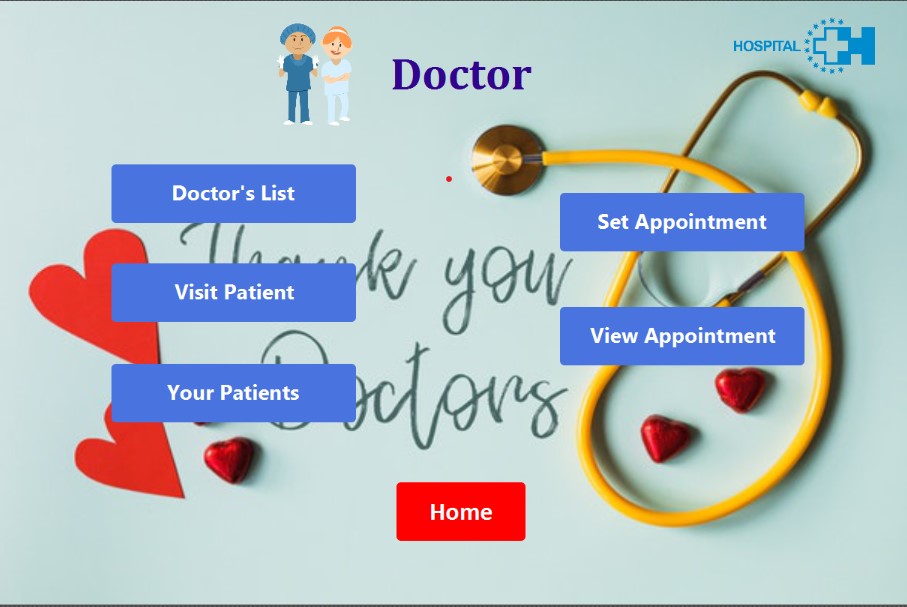 HOSPITAL
Doctor
Doctor's List
Set Appointment
Thank you
Visit Patient
View Appointment
Doctors
Your Patients
Home